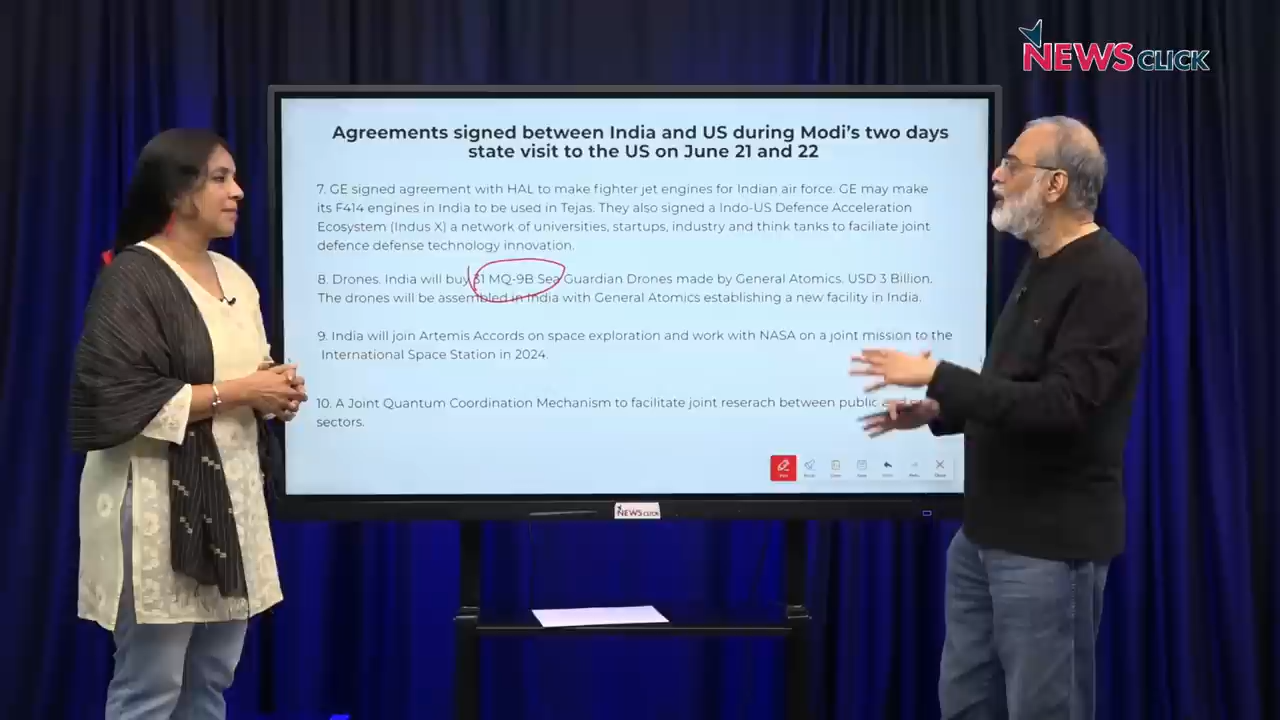 NEWSCLICK
Agreements signed between India and US during Modi's two days
state visit to the US on June 21 and 22
7. GE signed agreement with HAL to make fighter jet engines for Indian air force. GE may make
its F414 engines in India to be used in Tejas. They also signed a Indo-US Defence Acceleration
Ecosystem (Indus X) a network of universities, startups, industry and think tanks to faciliate joint
defence defense technology innovation.
8. Drones. India will buy 31 MQ-9B Sea Guardian Drones made by General Atomics. USD 3 Billion.
The drones will be assembled in India with General Atomics establishing a new facility in India.
9. India will join Artemis Accords on space exploration and work with NASA on a joint mission to the
International Space Station in 2024.
10. A Joint Quantum Coordination Mechanism to facilitate joint reserach between public and
sectors.
NEWSCLICK